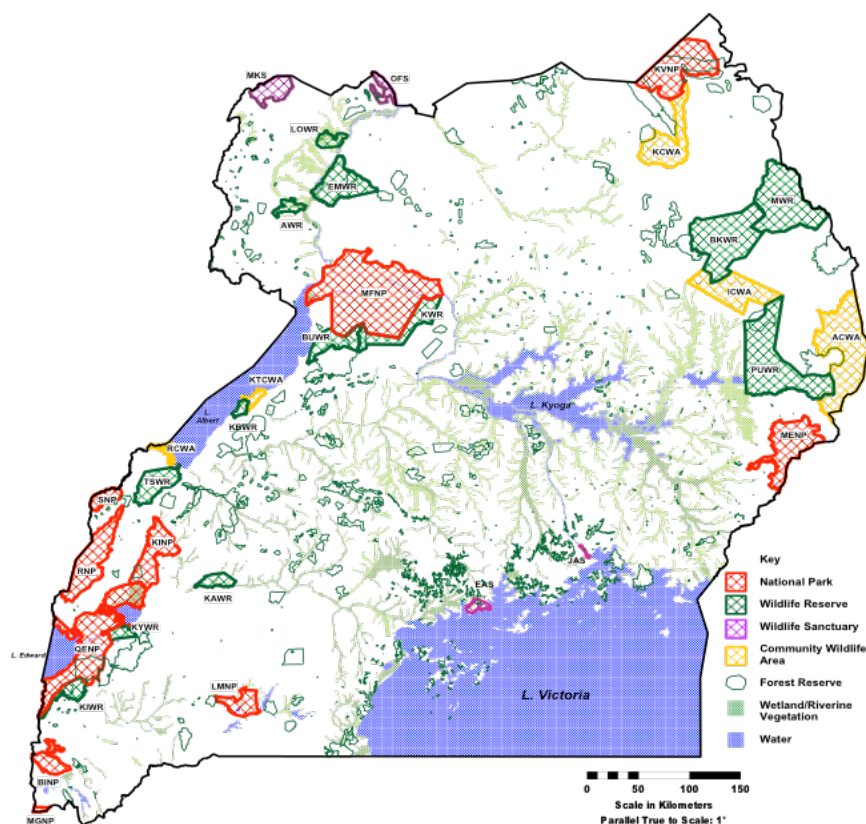 MKS
OFS
KVNP
LOWR
KCWA
EMWR
MWR
AWR
BKWR
MFNP
ICWA
KWR
ACWA
BUWR
PUWR
KTCWA
L. Albert
L. Kyoga
KBWR
MENP
RCWA
TSWR
SNP
KINP
JAS
RNP
EAS
KAWR
KYWR
QENP
L. Edward
LMNP
L. Victoria
KIWR
BINP
MGNP
Key
National Park
Wildlife Reserve
Wildlife Sanctuary
Community Wildlife
Area
Forest Reserve
Wetland/Riverine
Vegetation
Water
0 50 100 150
Scale in Kilometers
Parallel True to Scale: 1°